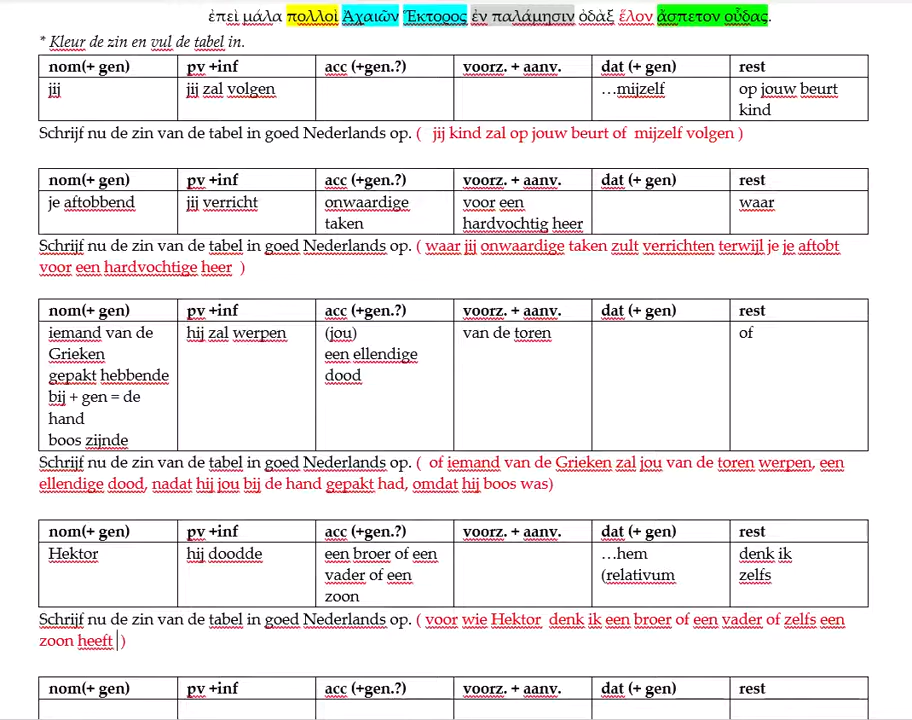 ἐπεὶ μάλα πολλοὶ Ἀχαιῶν Ἕκτορος ἐν παλάμῃσιν ὀδὰξ ἕλον ἄσπετον οὖδας.
* Kleur de zin en vul de tabel in.
nom(+ gen) pv +inf acc (+gen.?) voorz. + aanv. dat (+ gen) rest
jij jij zal volgen …mijzelf op jouw beurt
kind
Schrijf nu de zin van de tabel in goed Nederlands op. ( jij kind zal op jouw beurt of mijzelf volgen )
nom(+ gen) pv +inf acc (+gen.?) voorz. + aanv. dat (+ gen) rest
je aftobbend jij verricht onwaardige voor een waar
taken hardvochtig heer
Schrijf nu de zin van de tabel in goed Nederlands op. ( waar jij onwaardige taken zult verrichten terwijl je je aftobt
voor een hardvochtige heer )
nom(+ gen) pv +inf acc (+gen.?) voorz. + aanv. dat (+ gen) rest
iemand van de hij zal werpen (jou) van de toren of
Grieken een ellendige
gepakt hebbende dood
bij + gen = de
hand
boos zijnde
Schrijf nu de zin van de tabel in goed Nederlands op. ( of iemand van de Grieken zal jou van de toren werpen, een
ellendige dood, nadat hij jou bij de hand gepakt had, omdat hij boos was)
nom(+ gen) pv +inf acc (+gen.?) voorz. + aanv. dat (+ gen) rest
Hektor hij doodde een broer of een …hem denk ik
vader of een (relativum zelfs
zoon
Schrijf nu de zin van de tabel in goed Nederlands op. ( voor wie Hektor denk ik een broer of een vader of zelfs een
zoon heeft )
nom(+ gen) pv +inf acc (+gen.?) voorz. + aanv. dat (+ gen) rest